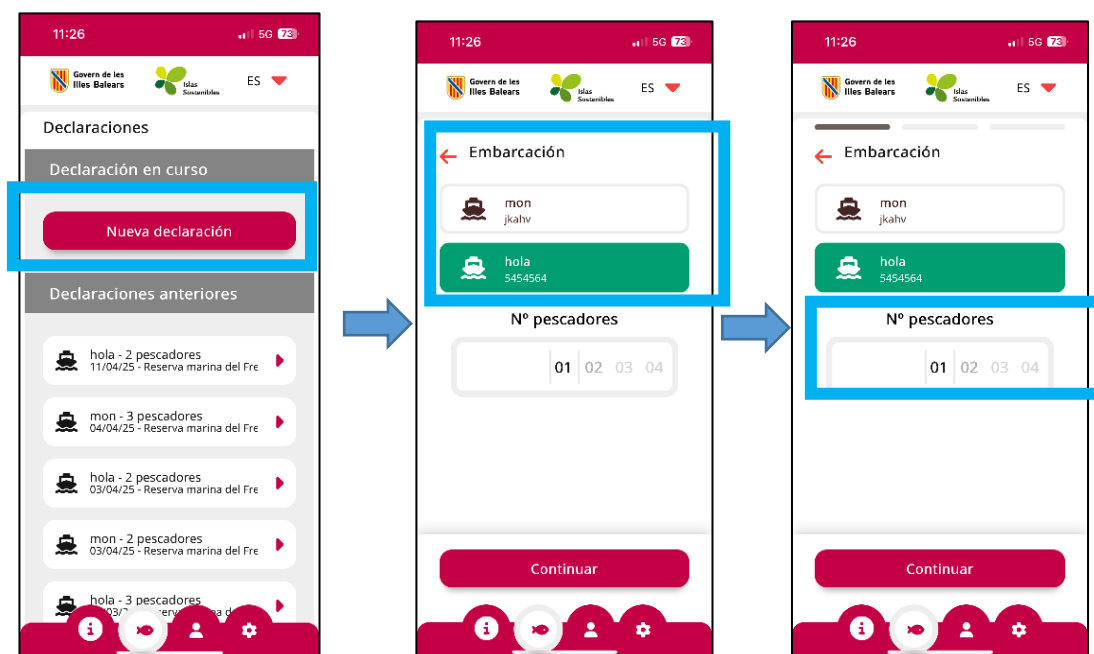 11:26
5G 73
Govern de les
Illes Balears
Islas
Sostenibles
ES
Declaraciones
Declaración en curso
Nueva declaración
Declaraciones anteriores
hola - 2 pescadores
11/04/25 - Reserva marina del Fre
mon - 3 pescadores
04/04/25 - Reserva marina del Fre
hola - 2 pescadores
03/04/25 - Reserva marina del Fre
mon - 2 pescadores
03/04/25 - Reserva marina del Fre
hola - 3 pescadores
11:26
5G 73
Govern de les
Illes Balears
Islas
Sostenibles
ES
Embarcación
mon
jkahv
hola
5454564
Nº pescadores
01 02 03 04
Continuar
11:26
5G 73
Govern de les
Illes Balears
Islas
Sostenibles
ES
Embarcación
mon
jkahv
hola
5454564
Nº pescadores
01 02 03 04
Continuar